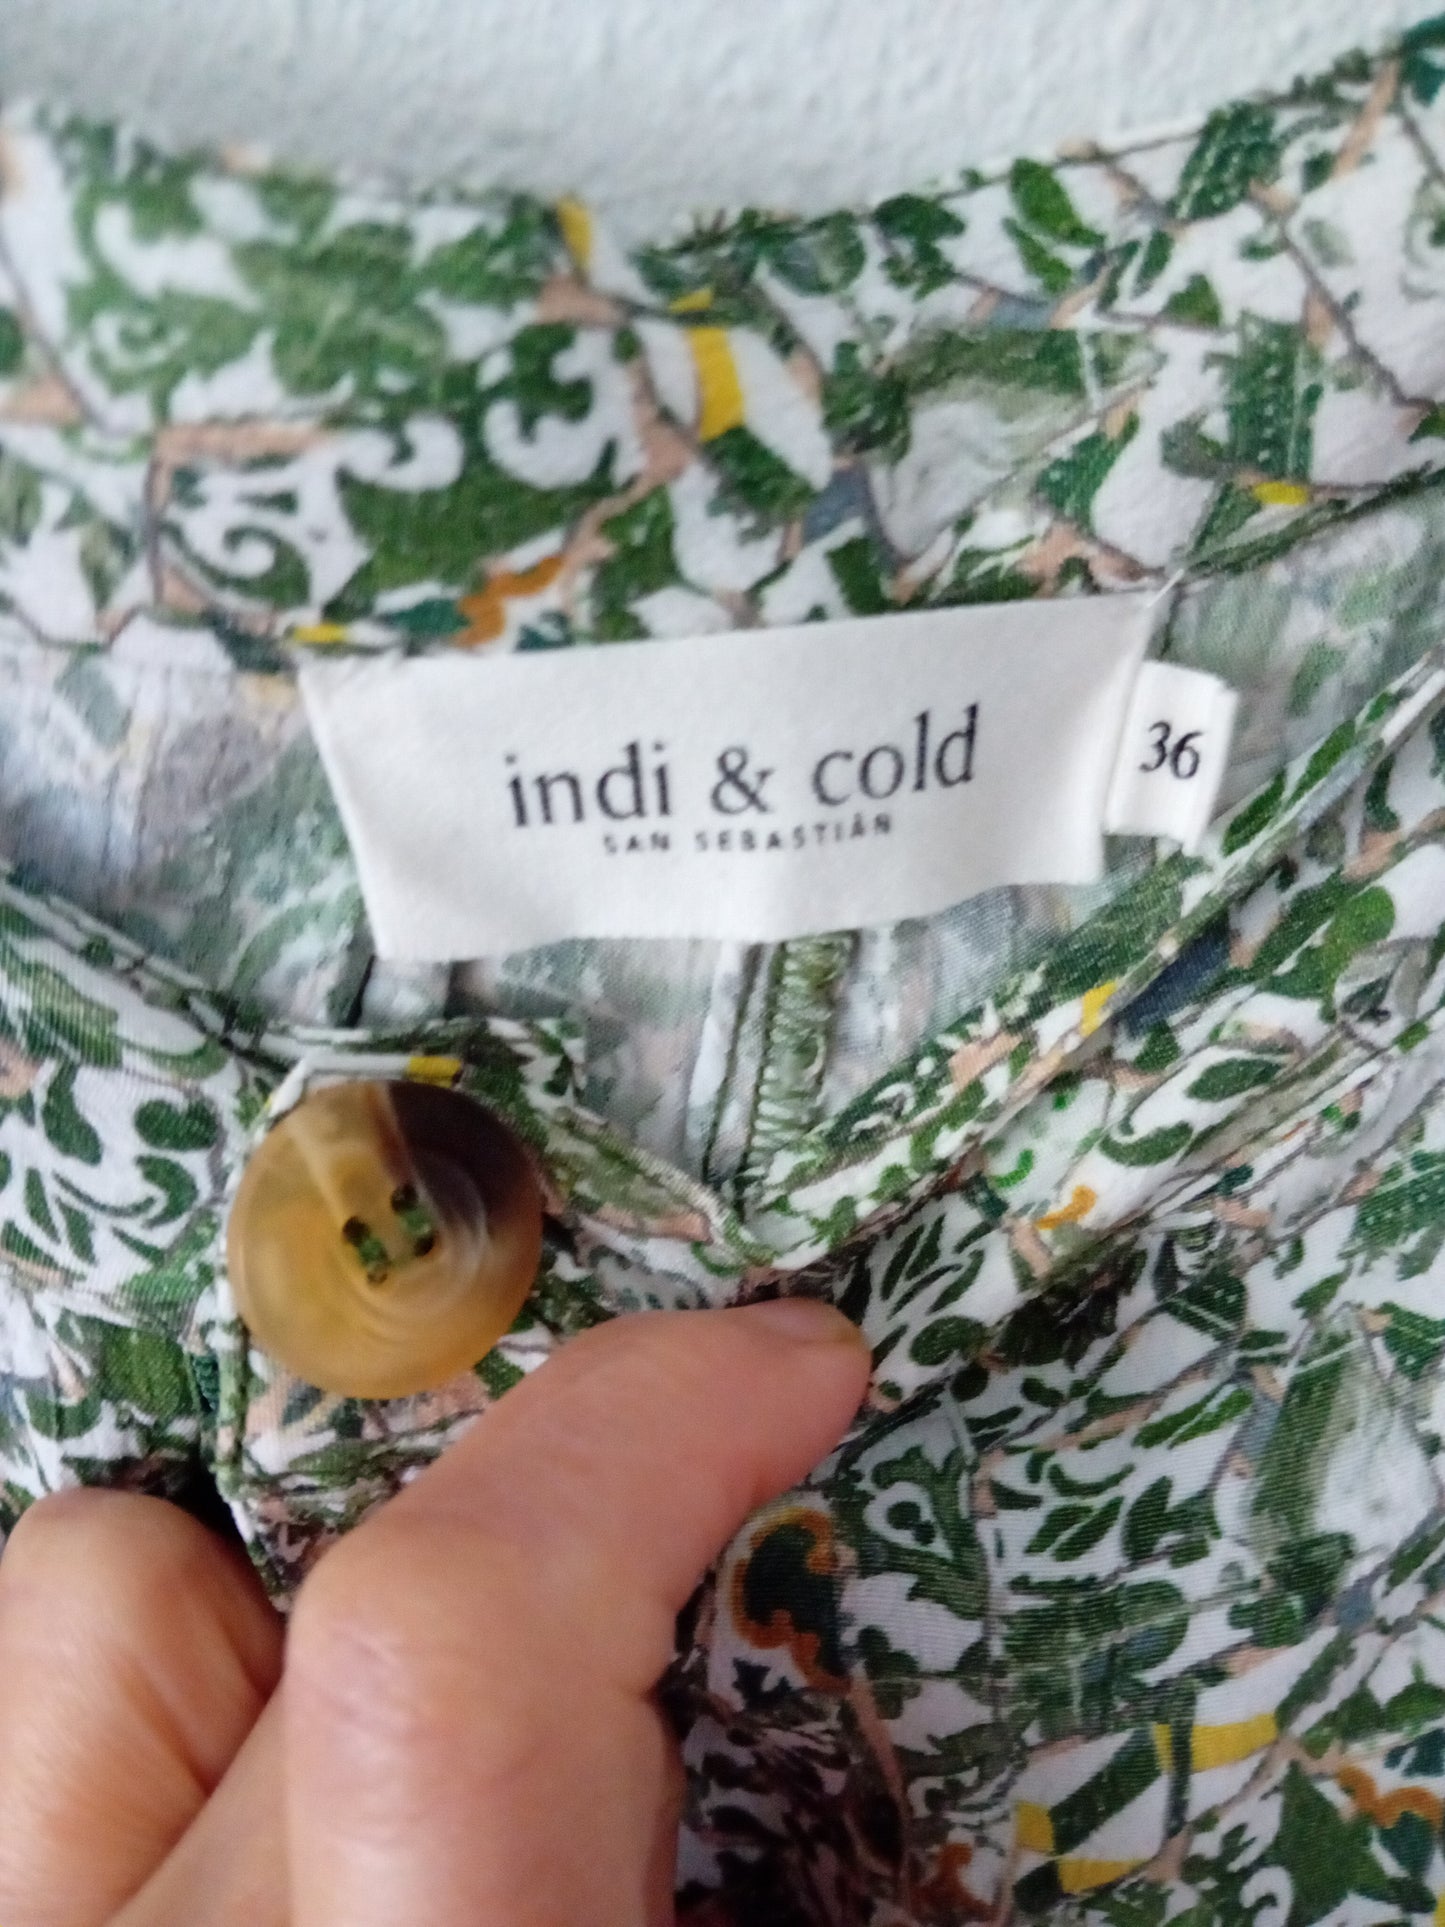 indi & cold
SAN SEBASTIÁN
36